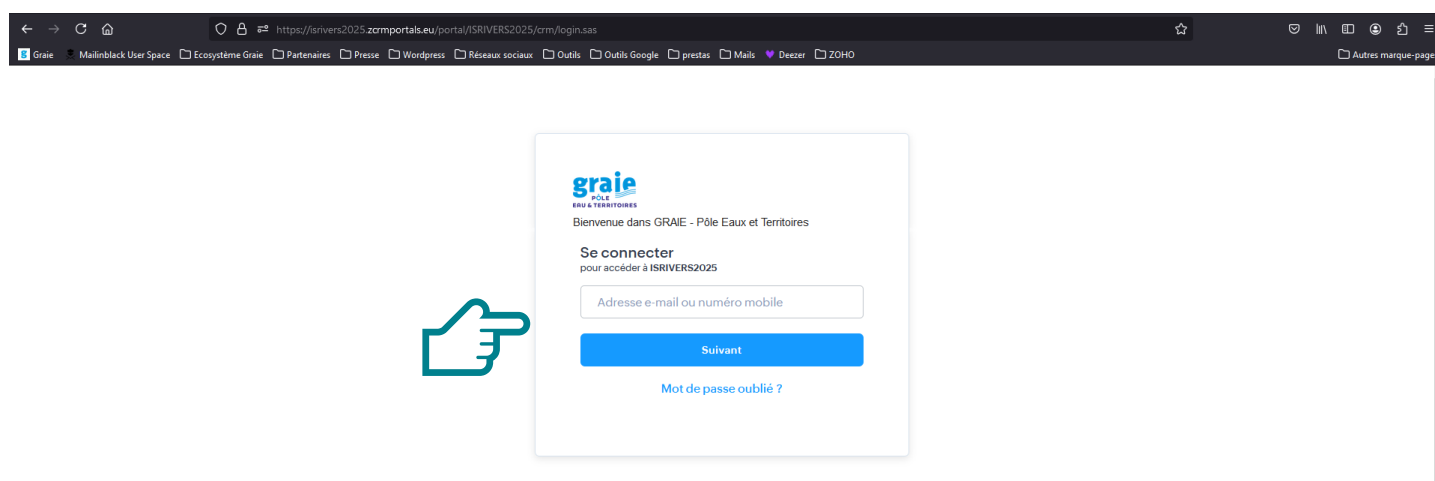 https://isrivers2025.zcrmportals.eu/portal/ISRIVERS2025/crm/login.sas
Graie Mailinblack User Space Ecosystème Graie Partenaires Presse Wordpress Réseaux sociaux Outils Outils Google prestas Mails Deezer ZOHO Autres marque-page
graie
PÔLE
EAU & TERRITOIRES
Bienvenue dans GRAIE - Pôle Eaux et Territoires
Se connecter
pour accéder à ISRIVERS2025
Adresse e-mail ou numéro mobile
Suivant
Mot de passe oublié ?